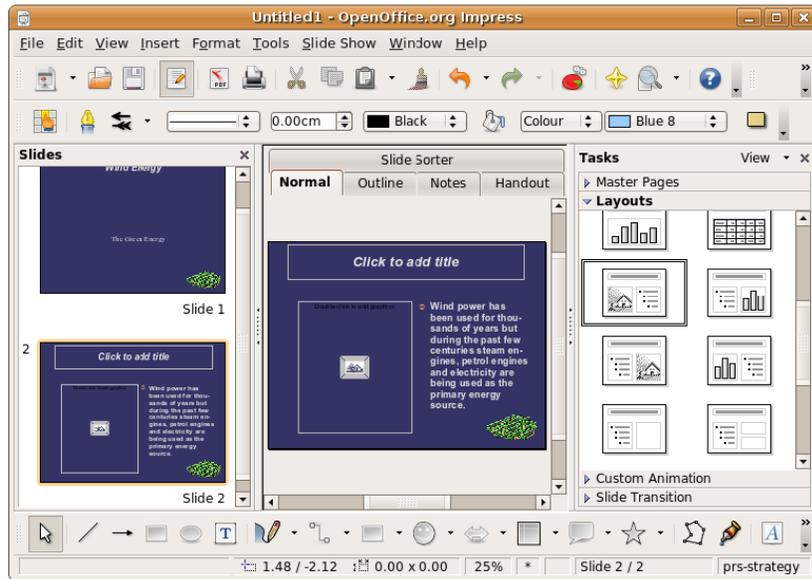 Untitled1 - OpenOffice.org Impress
File Edit View Insert Format Tools Slide Show Window Help
PDF
0.00cm Black Colour Blue 8
Slides
Wind Energy
The Green Energy
Slide 1
2
Click to add title
Wind power has
been used for thou-
sands of years but
during the past few
centuries steam en-
gines, petrol engines
and electricity are
being used as the
primary energy
source.
Slide 2
Slide Sorter
Normal Outline Notes Handout
Click to add title
Double-click to add graphics
Wind power has
been used for thou-
sands of years but
during the past few
centuries steam en-
gines, petrol engines
and electricity are
being used as the
primary energy
source.
Tasks View
Master Pages
Layouts
Custom Animation
Slide Transition
T
A
1.48 / -2.12 0.00 x 0.00 25% * Slide 2 / 2 prs-strategy